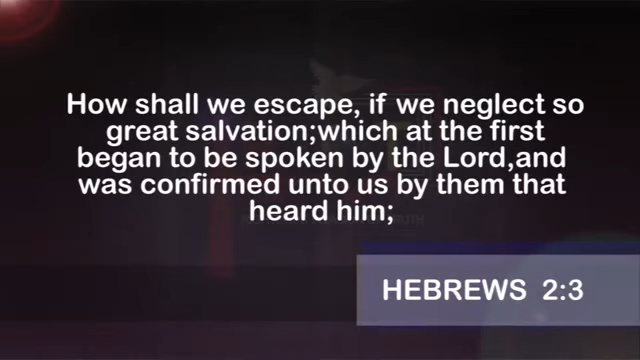 How shall we escape, if we neglect so
great salvation;which at the first
began to be spoken by the Lord,and
was confirmed unto us by them that
heard him;
HEBREWS 2:3